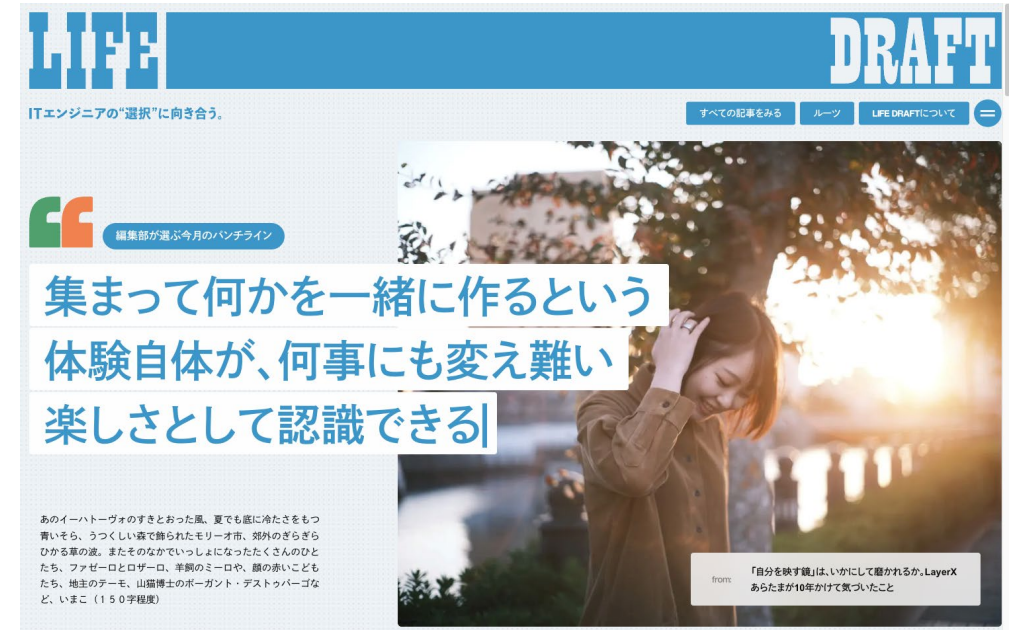 LIFE
DRAFT
ITエンジニアの“選択”に向き合う。
すべての記事をみる
ルーツ
LIFE DRAFTについて
編集部が選ぶ今月のパンチライン
集まって何かを一緒に作るという
体験自体が、何事にも変え難い
楽しさとして認識できる
あのイーハトーヴォのすきとおった風、夏でも底に冷たさをもつ
青いそら、うつくしい森で飾られたモリーオ市、郊外のぎらぎら
ひかる草の波。またそのなかでいっしょになったたくさんのひと
たち、ファゼーロとロザーロ、羊飼のミーロや、顔の赤いこども
たち、地主のテーモ、山猫博士のボーガント・デストゥパーゴな
ど、いまこ（１５０字程度）
from:
「自分を映す鏡」は、いかにして磨かれるか。LayerX
あらたまが10年かけて気づいたこと